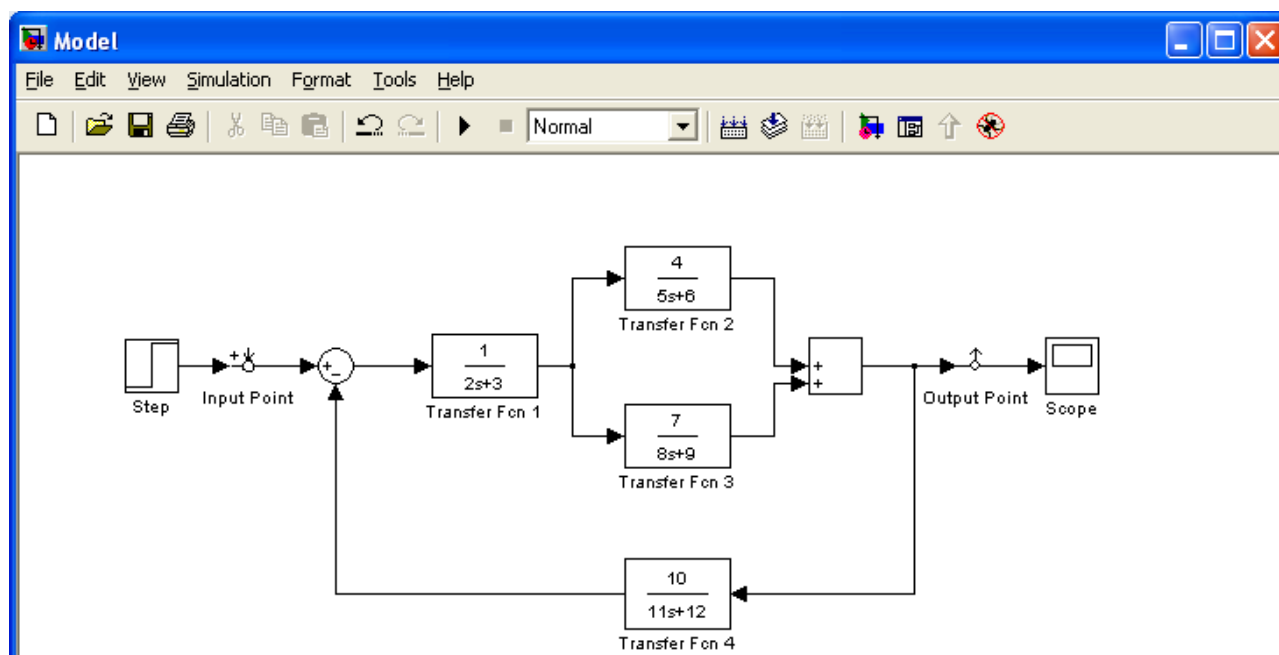 Model
File Edit View Simulation Format Tools Help
Normal
4
5s+6
Transfer Fcn 2
Step
+
Input Point
+
-
1
2s+3
Transfer Fcn 1
+
+
Output Point
Scope
7
8s+9
Transfer Fcn 3
10
11s+12
Transfer Fcn 4